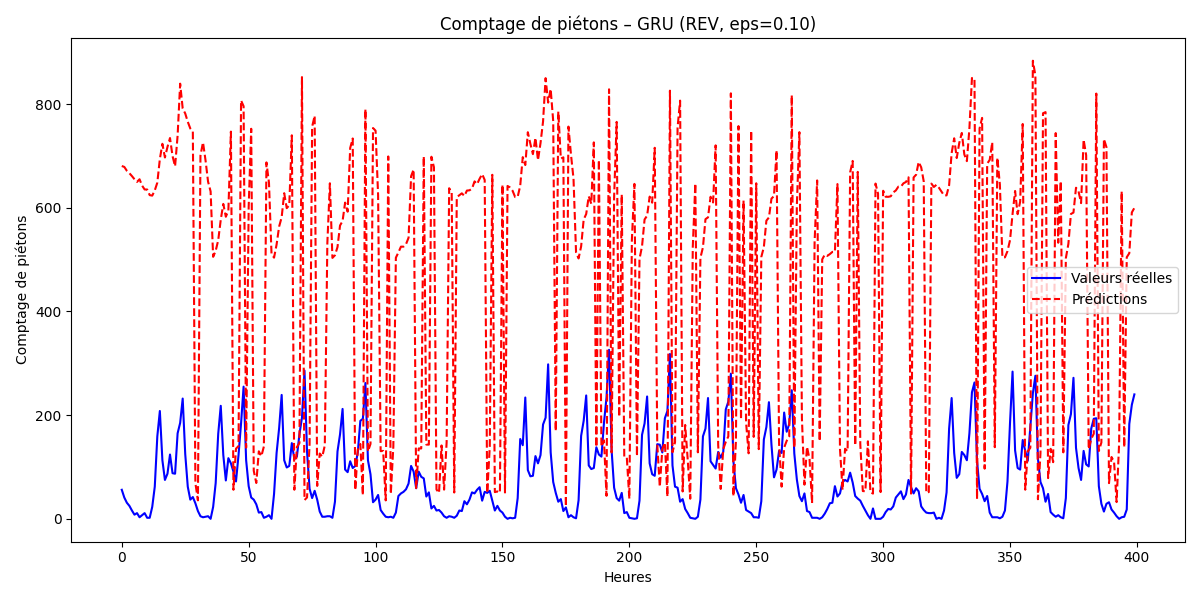 Comptage de piétons – GRU (REV, eps=0.10)
Comptage de piétons
800
600
400
200
0
Valeurs réelles
Prédictions
0 50 100 150 200 250 300 350 400
Heures